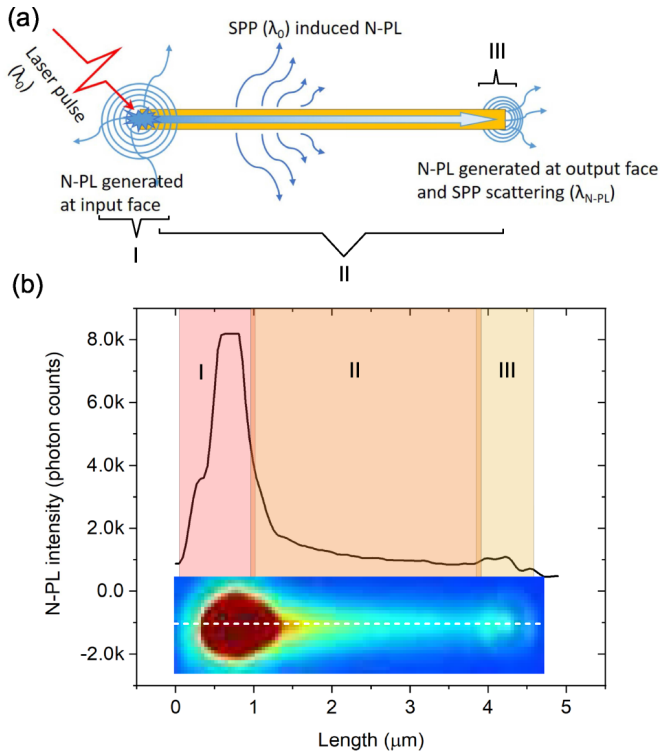 (a)
SPP (λ₀) induced N-PL
III
Laser pulse
(λ₀)
N-PL generated
at input face
N-PL generated at output face
and SPP scattering (λ_N-PL)
I
II
(b)
8.0k
6.0k
4.0k
2.0k
0.0
-2.0k
N-PL intensity (photon counts)
I
II
III
0
1
2
3
4
5
Length (μm)